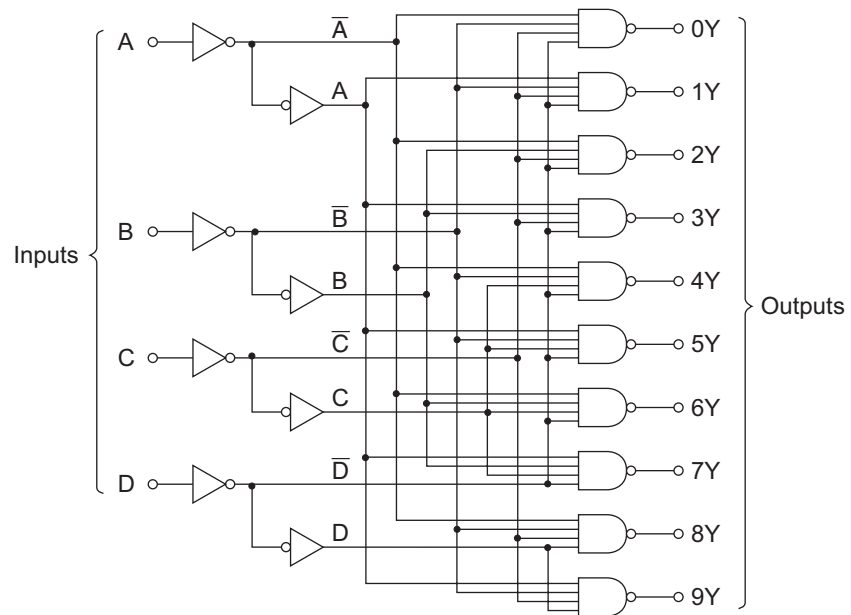 A
A̅
0Y
A
1Y
2Y
B
B̅
3Y
Inputs
B
4Y
Outputs
C
C̅
5Y
C
6Y
D
D̅
7Y
D
8Y
9Y